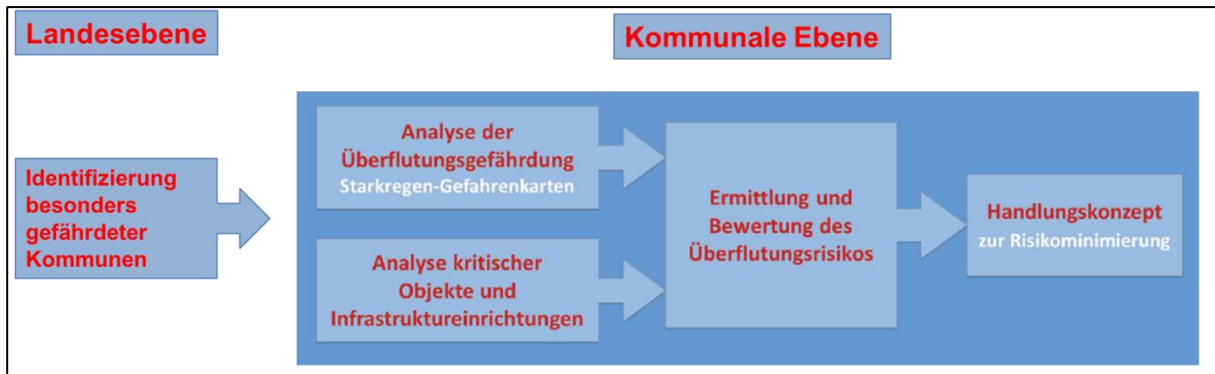 Landesebene
Kommunale Ebene
Identifizierung
besonders
gefährdeter
Kommunen
Analyse der
Überflutungsgefährdung
Starkregen-Gefahrenkarten
Analyse kritischer
Objekte und
Infrastruktureinrichtungen
Ermittlung und
Bewertung des
Überflutungsrisikos
Handlungskonzept
zur Risikominimierung